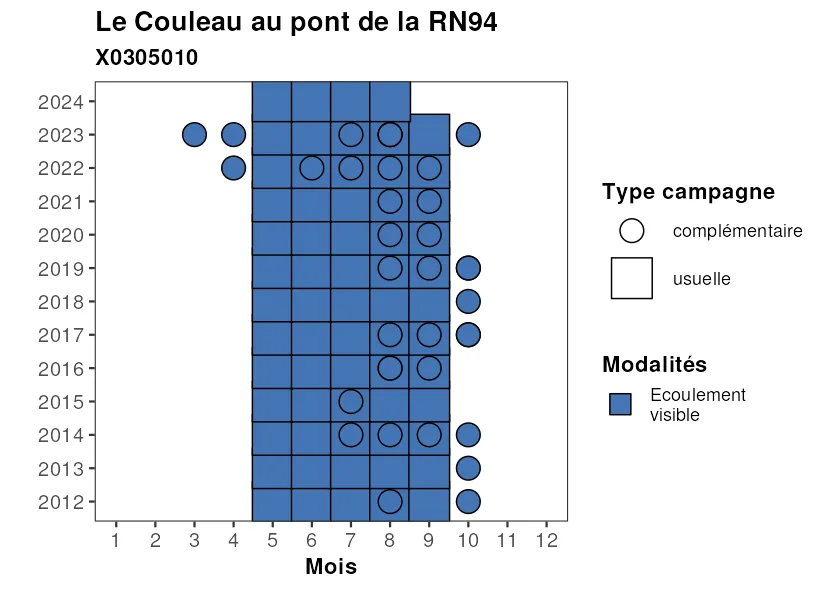 Le Couleau au pont de la RN94
X0305010
2024
2023
2022
2021
2020
2019
2018
2017
2016
2015
2014
2013
2012
1 2 3 4 5 6 7 8 9 10 11 12
Mois
Type campagne
complémentaire
usuelle
Modalités
Ecoulement
visible